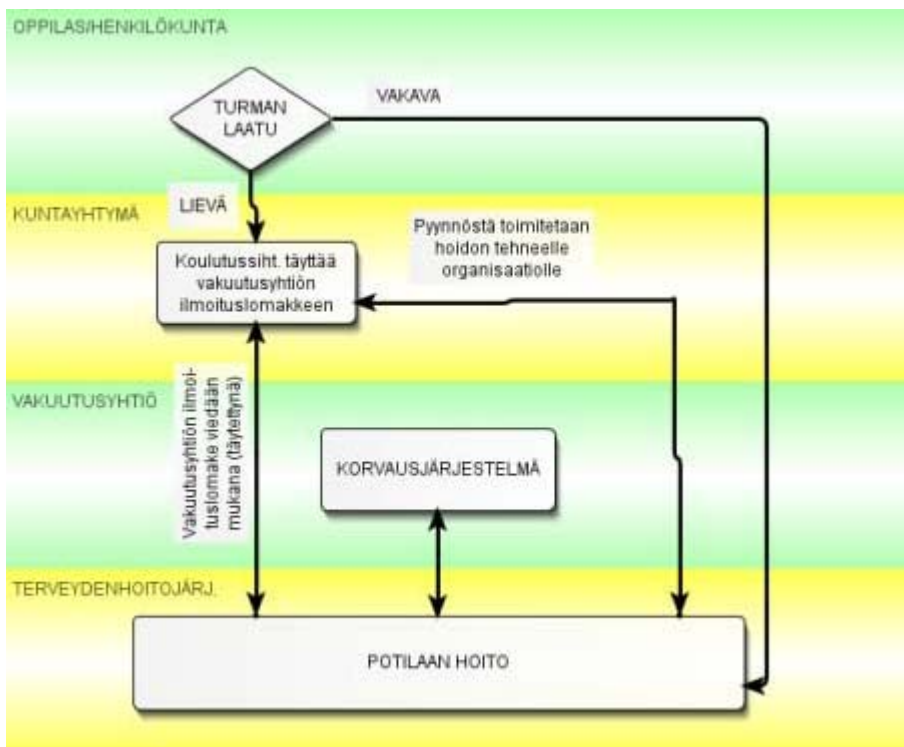 OPPILAS/HENKILÖKUNTA
VAKAVA
TURMAN
LAATU
LIEVÄ
KUNTAYHTYMÄ
Pyynnöstä toimitetaan
hoidon tehneelle
organisaatiolle
Koulutussiht. täyttää
vakuutusyhtiön
ilmoituslomakkeen
VAKUUTUSYHTIÖ
Vakuutusyhtiön ilmoi-
tuslomake viedään
mukana (täytettynä)
KORVAUSJÄRJESTELMÄ
TERVEYDENHOITOJÄRJ.
POTILAAN HOITO